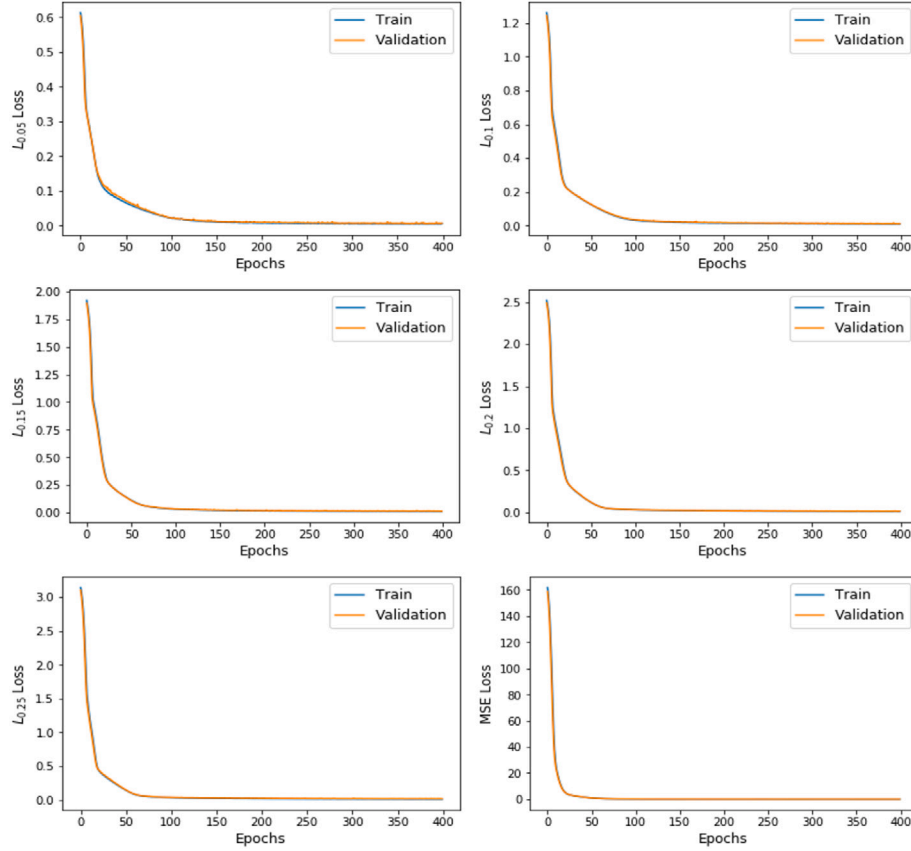 0.6
0.5
0.4
0.3
0.2
0.1
0.0
L0.05 Loss
0 50 100 150 200 250 300 350 400
Epochs
Train
Validation
1.2
1.0
0.8
0.6
0.4
0.2
0.0
L0.1 Loss
0 50 100 150 200 250 300 350 400
Epochs
Train
Validation
2.00
1.75
1.50
1.25
1.00
0.75
0.50
0.25
0.00
L0.15 Loss
0 50 100 150 200 250 300 350 400
Epochs
Train
Validation
2.5
2.0
1.5
1.0
0.5
0.0
L0.2 Loss
0 50 100 150 200 250 300 350 400
Epochs
Train
Validation
3.0
2.5
2.0
1.5
1.0
0.5
0.0
L0.25 Loss
0 50 100 150 200 250 300 350 400
Epochs
Train
Validation
160
140
120
100
80
60
40
20
0
MSE Loss
0 50 100 150 200 250 300 350 400
Epochs
Train
Validation